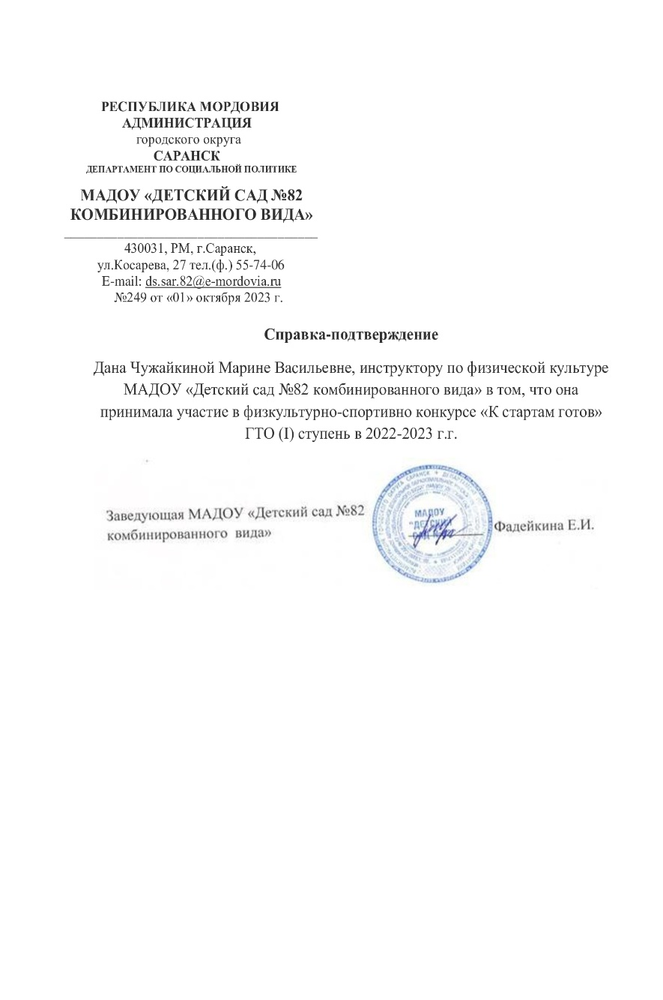 РЕСПУБЛИКА МОРДОВИЯ
АДМИНИСТРАЦИЯ
городского округа
САРАНСК
ДЕПАРТАМЕНТ ПО СОЦИАЛЬНОЙ ПОЛИТИКЕ
МАДОУ «ДЕТСКИЙ САД №82
КОМБИНИРОВАННОГО ВИДА»
430031, РМ, г.Саранск,
ул.Косарева, 27 тел.(ф.) 55-74-06
E-mail: ds.sar.82@e-mordovia.ru
№249 от «01» октября 2023 г.
Справка-подтверждение
Дана Чужайкиной Марине Васильевне, инструктору по физической культуре
МАДОУ «Детский сад №82 комбинированного вида» в том, что она
принимала участие в физкультурно-спортивно конкурсе «К стартам готов»
ГТО (I) ступень в 2022-2023 г.г.
Заведующая МАДОУ «Детский сад №82
комбинированного вида»
МАДОУ
"ДЕТСКИЙ
САД
Фадейкина Е.И.